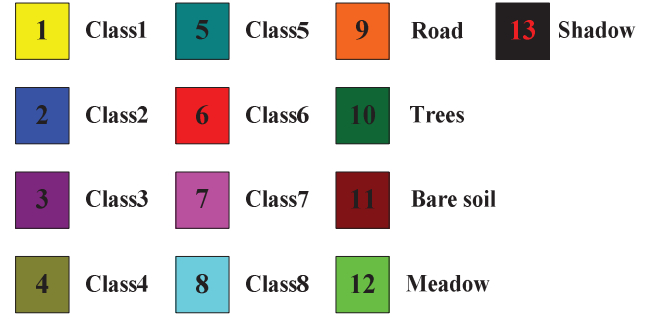 1 Class1 5 Class5 9 Road 13 Shadow
2 Class2 6 Class6 10 Trees
3 Class3 7 Class7 11 Bare soil
4 Class4 8 Class8 12 Meadow